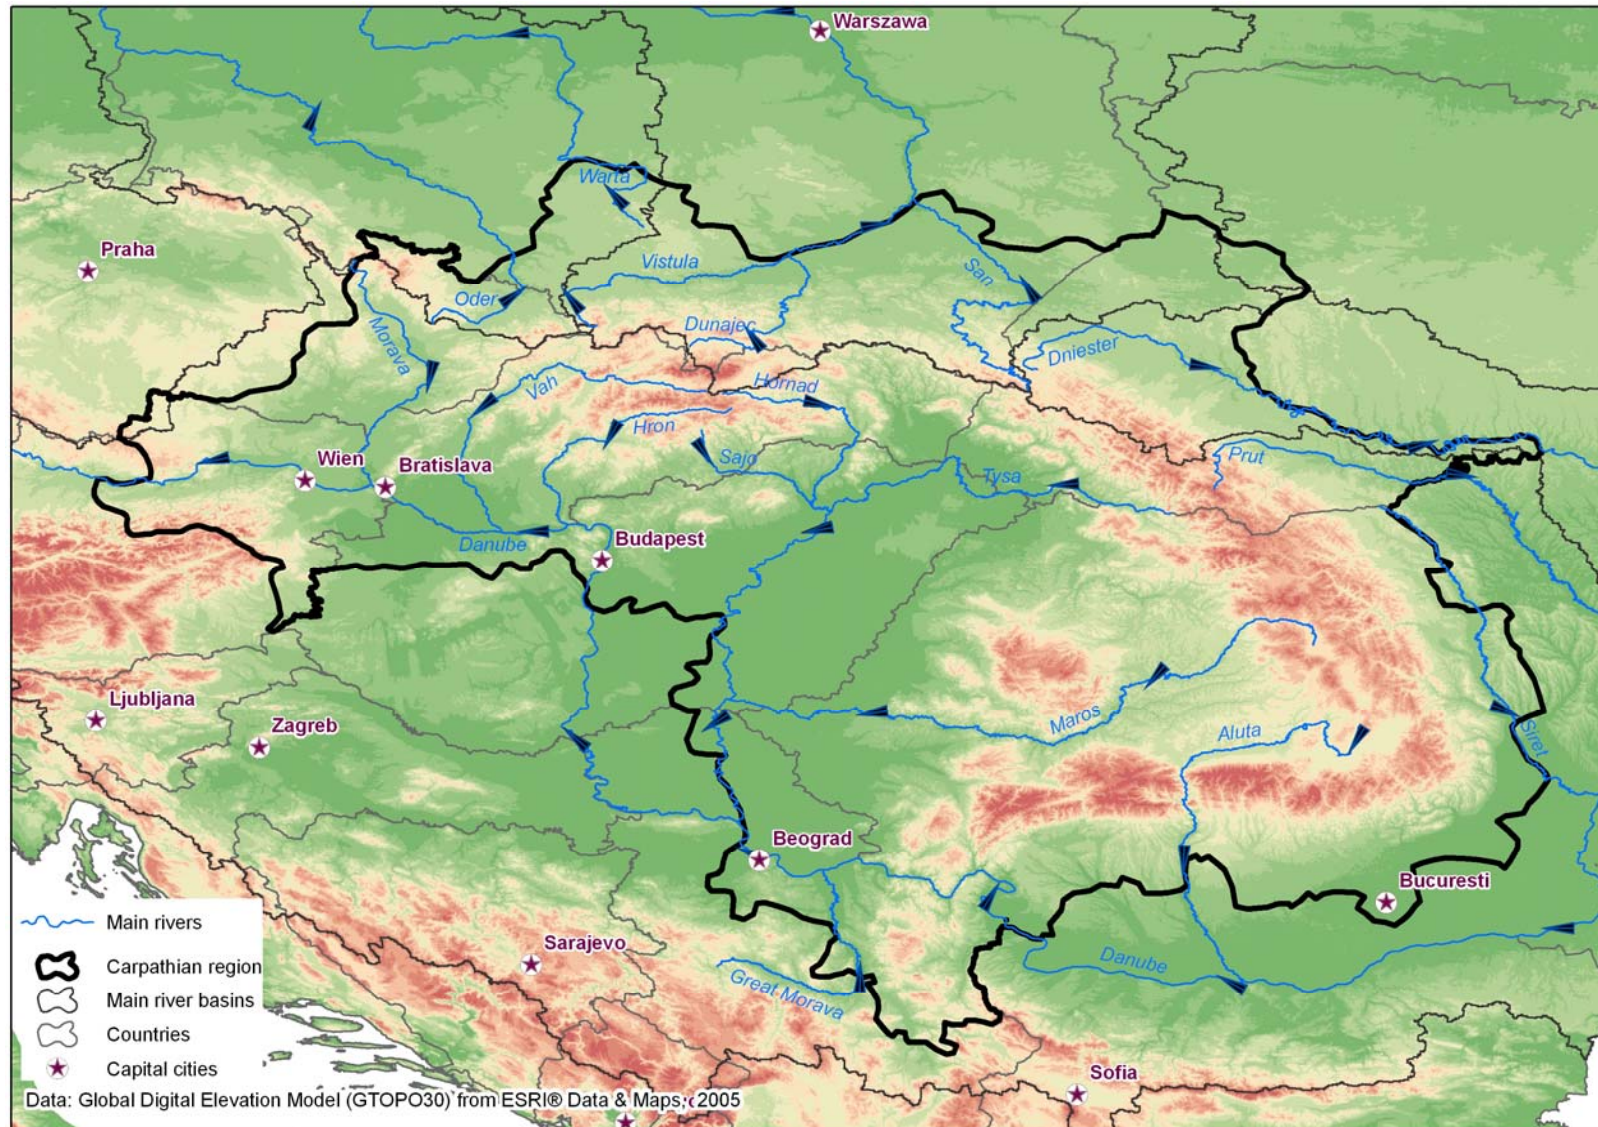 Warszawa
Warta
Praha
Vistula
San
Oder
Morava
Dunajec
Dniester
Vah
Hornad
Hron
Prut
Wien
Bratislava
Sajo
Tysa
Danube
Budapest
Ljubljana
Zagreb
Maros
Aluta
Siret
Beograd
Bucuresti
Main rivers
Sarajevo
Carpathian region
Danube
Great Morava
Main river basins
Countries
Capital cities
Sofia
Data: Global Digital Elevation Model (GTOPO30) from ESRI® Data & Maps, 2005